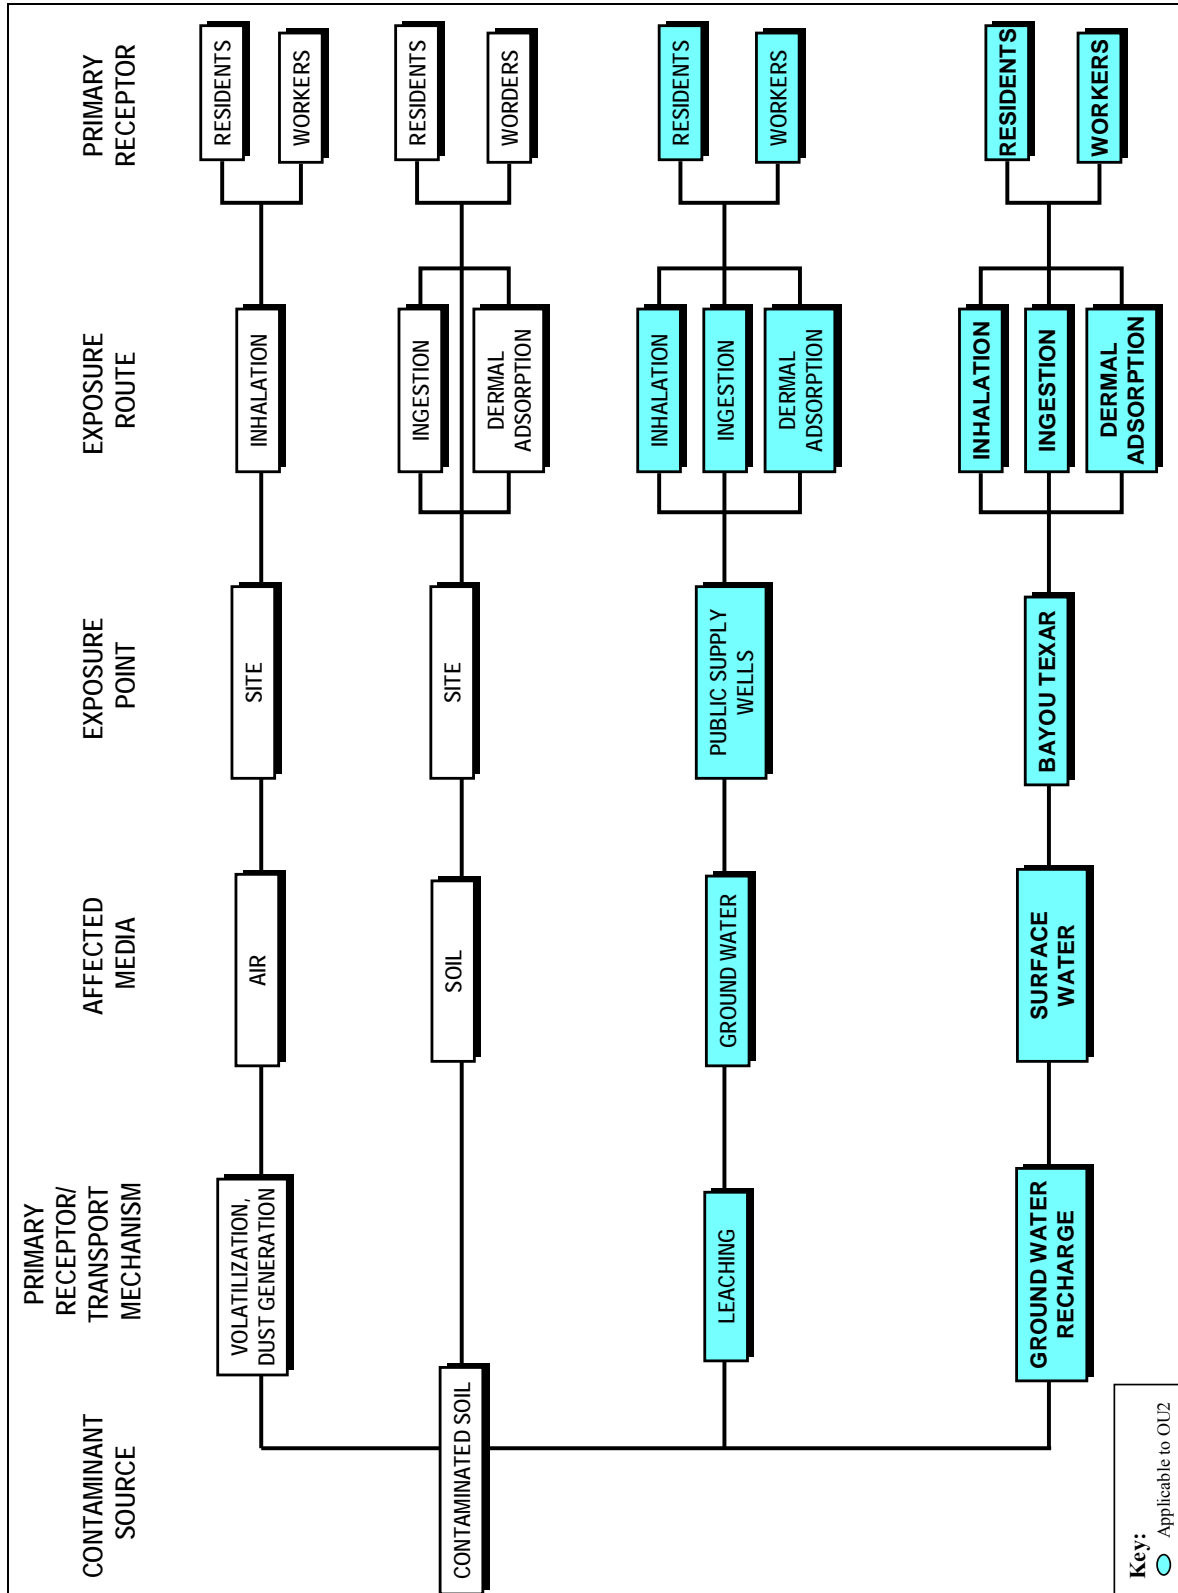 CONTAMINANT
SOURCE
PRIMARY
RECEPTOR/
TRANSPORT
MECHANISM
AFFECTED
MEDIA
EXPOSURE
POINT
EXPOSURE
ROUTE
PRIMARY
RECEPTOR
CONTAMINATED SOIL
VOLATILIZATION,
DUST GENERATION
AIR
SITE
INHALATION
RESIDENTS
WORKERS
SOIL
SITE
INGESTION
DERMAL
ADSORPTION
RESIDENTS
WORDERS
LEACHING
GROUND WATER
PUBLIC SUPPLY
WELLS
INHALATION
INGESTION
DERMAL
ADSORPTION
RESIDENTS
WORKERS
GROUND WATER
RECHARGE
SURFACE
WATER
BAYOU TEXAR
INHALATION
INGESTION
DERMAL
ADSORPTION
RESIDENTS
WORKERS
Key:
Applicable to OU2